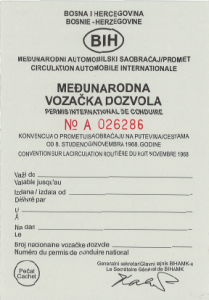 BOSNA I HERCEGOVINA
BOSNIE - HERZEGOVINE
BIH
MEĐUNARODNI AUTOMOBILSKI SAOBRAĆAJ/PROMET
CIRCULATION AUTOMOBILE INTERNATIONALE
MEĐUNARODNA
VOZAČKA DOZVOLA
PERMIS INTERNATIONAL DE CONDUIRE
No A 026286
KONVENCIJA O PROMETU/SAOBRAĆAJU NA PUTEVIMA/CESTAMA
OD 8. STUDENOG/NOVEMBRA 1968. GODINE
CONVENTION SUR LA CIRCULATION ROUTIÈRE DU HUIT NOVEMBRE 1968
Važi do
Valable jusqu'au
Izdana / Izdata od
Délivré par
U
À
Na dan
Le
Broj nacionalne vozačke dozvole
Numéro du permis de conduire national
Pečat
Cachet
Generalni sekretar/Glavni tajnik BIHAMK-a
Le Secrétaire Général de BIHAMK